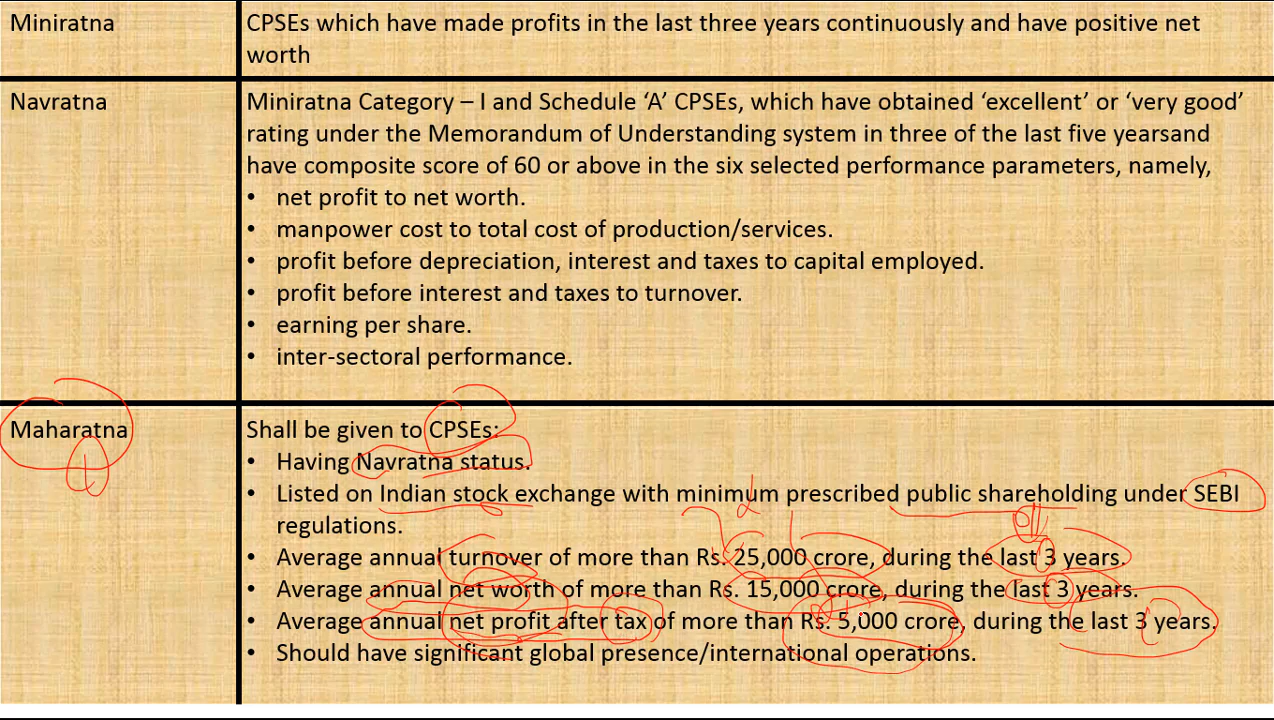 Miniratna
CPSEs which have made profits in the last three years continuously and have positive net
worth
Navratna
Miniratna Category – I and Schedule ‘A’ CPSEs, which have obtained ‘excellent’ or ‘very good’
rating under the Memorandum of Understanding system in three of the last five yearsand
have composite score of 60 or above in the six selected performance parameters, namely,
• net profit to net worth.
• manpower cost to total cost of production/services.
• profit before depreciation, interest and taxes to capital employed.
• profit before interest and taxes to turnover.
• earning per share.
• inter-sectoral performance.
Maharatna
Shall be given to CPSEs:
• Having Navratna status.
• Listed on Indian stock exchange with minimum prescribed public shareholding under SEBI
regulations.
• Average annual turnover of more than Rs. 25,000 crore, during the last 3 years.
• Average annual net worth of more than Rs. 15,000 crore, during the last 3 years.
• Average annual net profit after tax of more than Rs. 5,000 crore, during the last 3 years.
• Should have significant global presence/international operations.